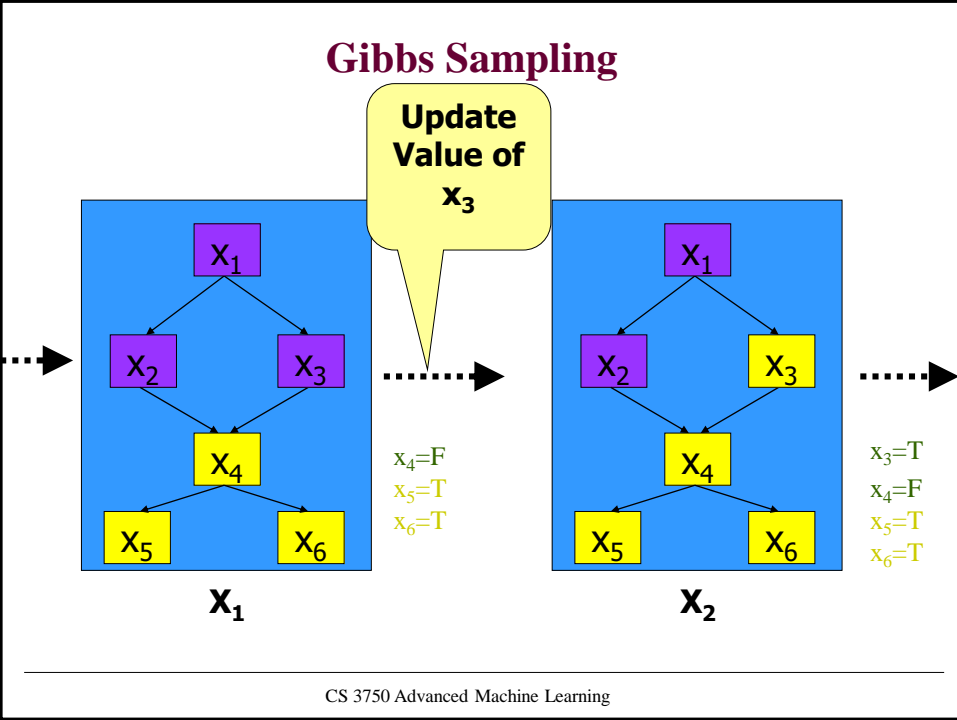 Gibbs Sampling
Update
Value of
x₃
x₁
x₂ x₃
x₄
x₅ x₆
X₁
x₄=F
x₅=T
x₆=T
x₁
x₂ x₃
x₄
x₅ x₆
X₂
x₃=T
x₄=F
x₅=T
x₆=T
CS 3750 Advanced Machine Learning